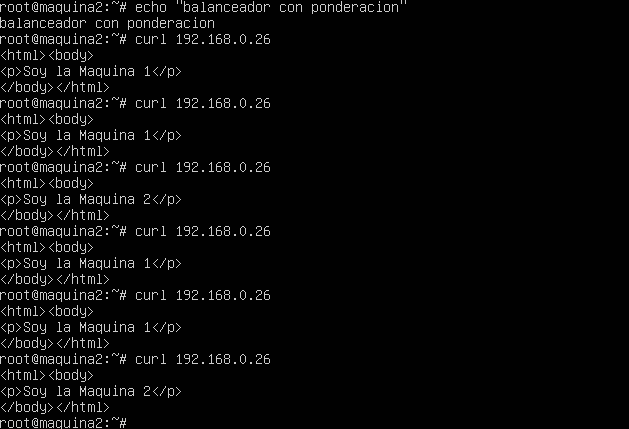 root@maquina2:~# echo "balanceador con ponderacion"
balanceador con ponderacion
root@maquina2:~# curl 192.168.0.26
<html><body>
<p>Soy la Maquina 1</p>
</body></html>
root@maquina2:~# curl 192.168.0.26
<html><body>
<p>Soy la Maquina 1</p>
</body></html>
root@maquina2:~# curl 192.168.0.26
<html><body>
<p>Soy la Maquina 2</p>
</body></html>
root@maquina2:~# curl 192.168.0.26
<html><body>
<p>Soy la Maquina 1</p>
</body></html>
root@maquina2:~# curl 192.168.0.26
<html><body>
<p>Soy la Maquina 1</p>
</body></html>
root@maquina2:~# curl 192.168.0.26
<html><body>
<p>Soy la Maquina 2</p>
</body></html>
root@maquina2:~#